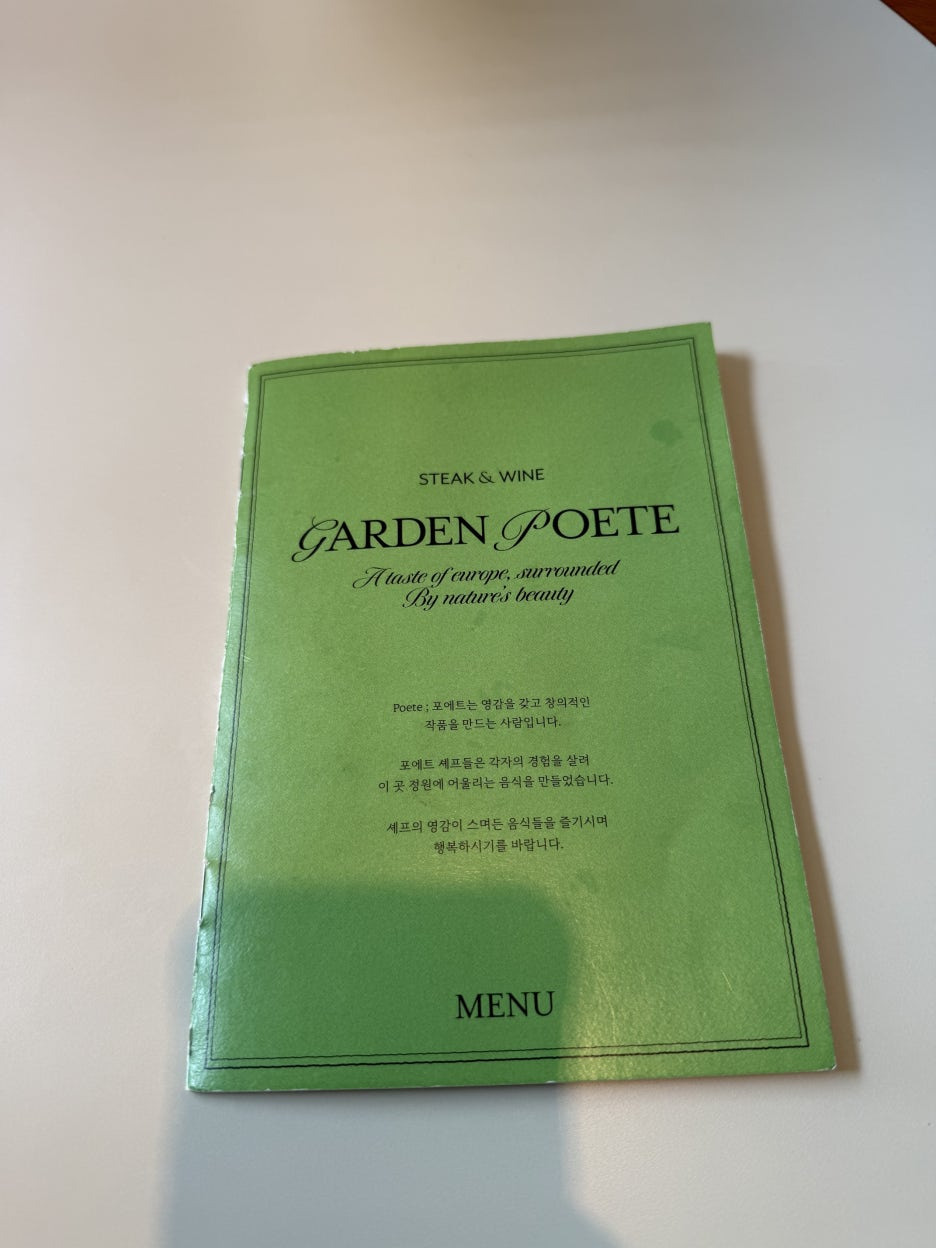 STEAK & WINE
GARDEN POETE
A taste of europe, surrounded
By nature's beauty
Poete ; 포에트는 영감을 갖고 창의적인
작품을 만드는 사람입니다.
포에트 셰프들은 각자의 경험을 살려
이 곳 정원에 어울리는 음식을 만들었습니다.
셰프의 영감이 스며든 음식들을 즐기시며
행복하시기를 바랍니다.
MENU